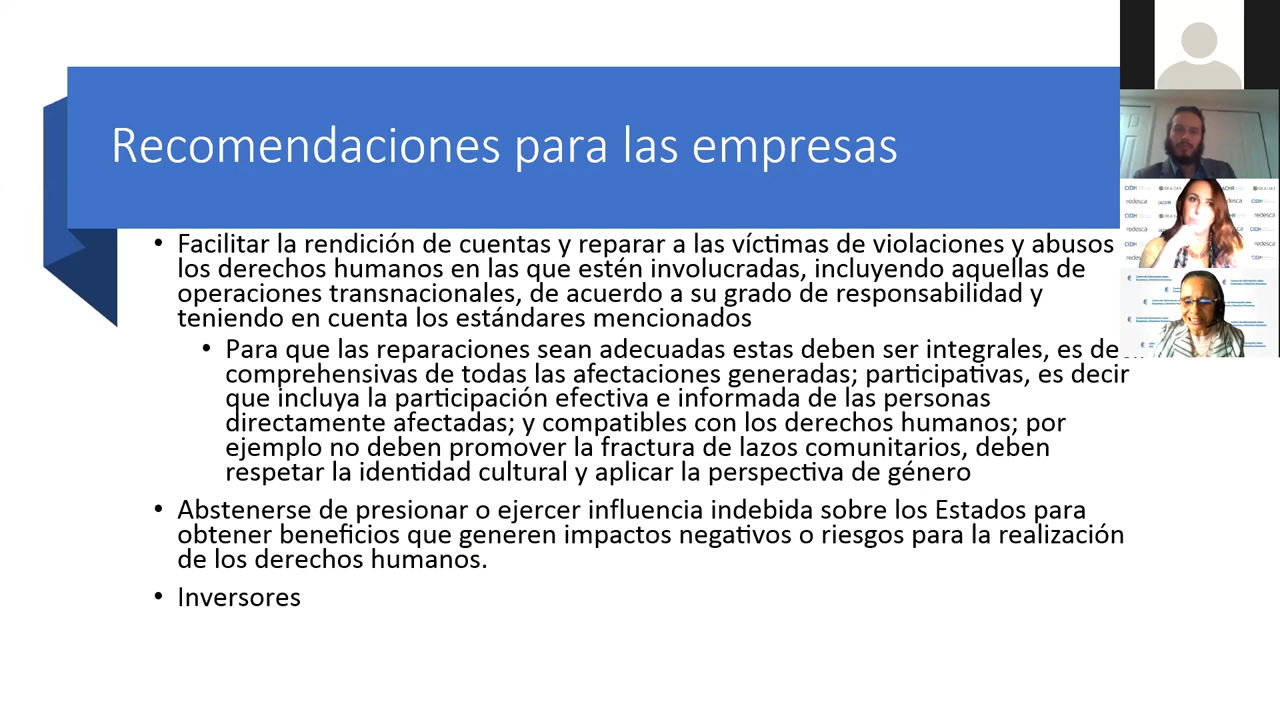 Recomendaciones para las empresas
• Facilitar la rendición de cuentas y reparar a las víctimas de violaciones y abusos
los derechos humanos en las que estén involucradas, incluyendo aquellas de
operaciones transnacionales, de acuerdo a su grado de responsabilidad y
teniendo en cuenta los estándares mencionados
• Para que las reparaciones sean adecuadas estas deben ser integrales, es
comprehensivas de todas las afectaciones generadas; participativas, es decir
que incluya la participación efectiva e informada de las personas
directamente afectadas; y compatibles con los derechos humanos; por
ejemplo no deben promover la fractura de lazos comunitarios, deben
respetar la identidad cultural y aplicar la perspectiva de género
• Abstenerse de presionar o ejercer influencia indebida sobre los Estados para
obtener beneficios que generen impactos negativos o riesgos para la realización
de los derechos humanos.
• Inversores
CIDH
redesca
IACHR
CIDH
redesca
CIDH